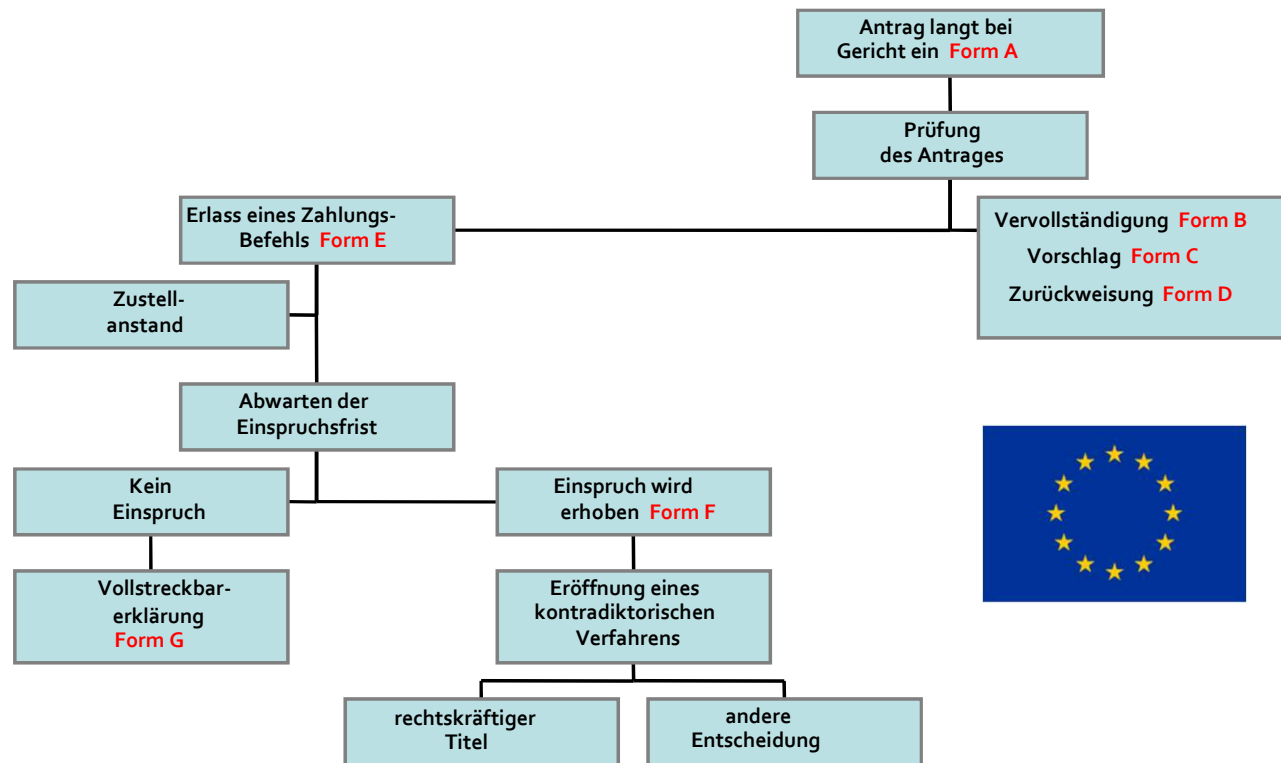 Antrag langt bei
Gericht ein Form A
Prüfung
des Antrages
Erlass eines Zahlungs-
Befehls Form E
Vervollständigung Form B
Vorschlag Form C
Zurückweisung Form D
Zustell-
anstand
Abwarten der
Einspruchsfrist
Kein
Einspruch
Einspruch wird
erhoben Form F
Vollstreckbar-
erklärung
Form G
Eröffnung eines
kontradiktorischen
Verfahrens
rechtskräftiger
Titel
andere
Entscheidung